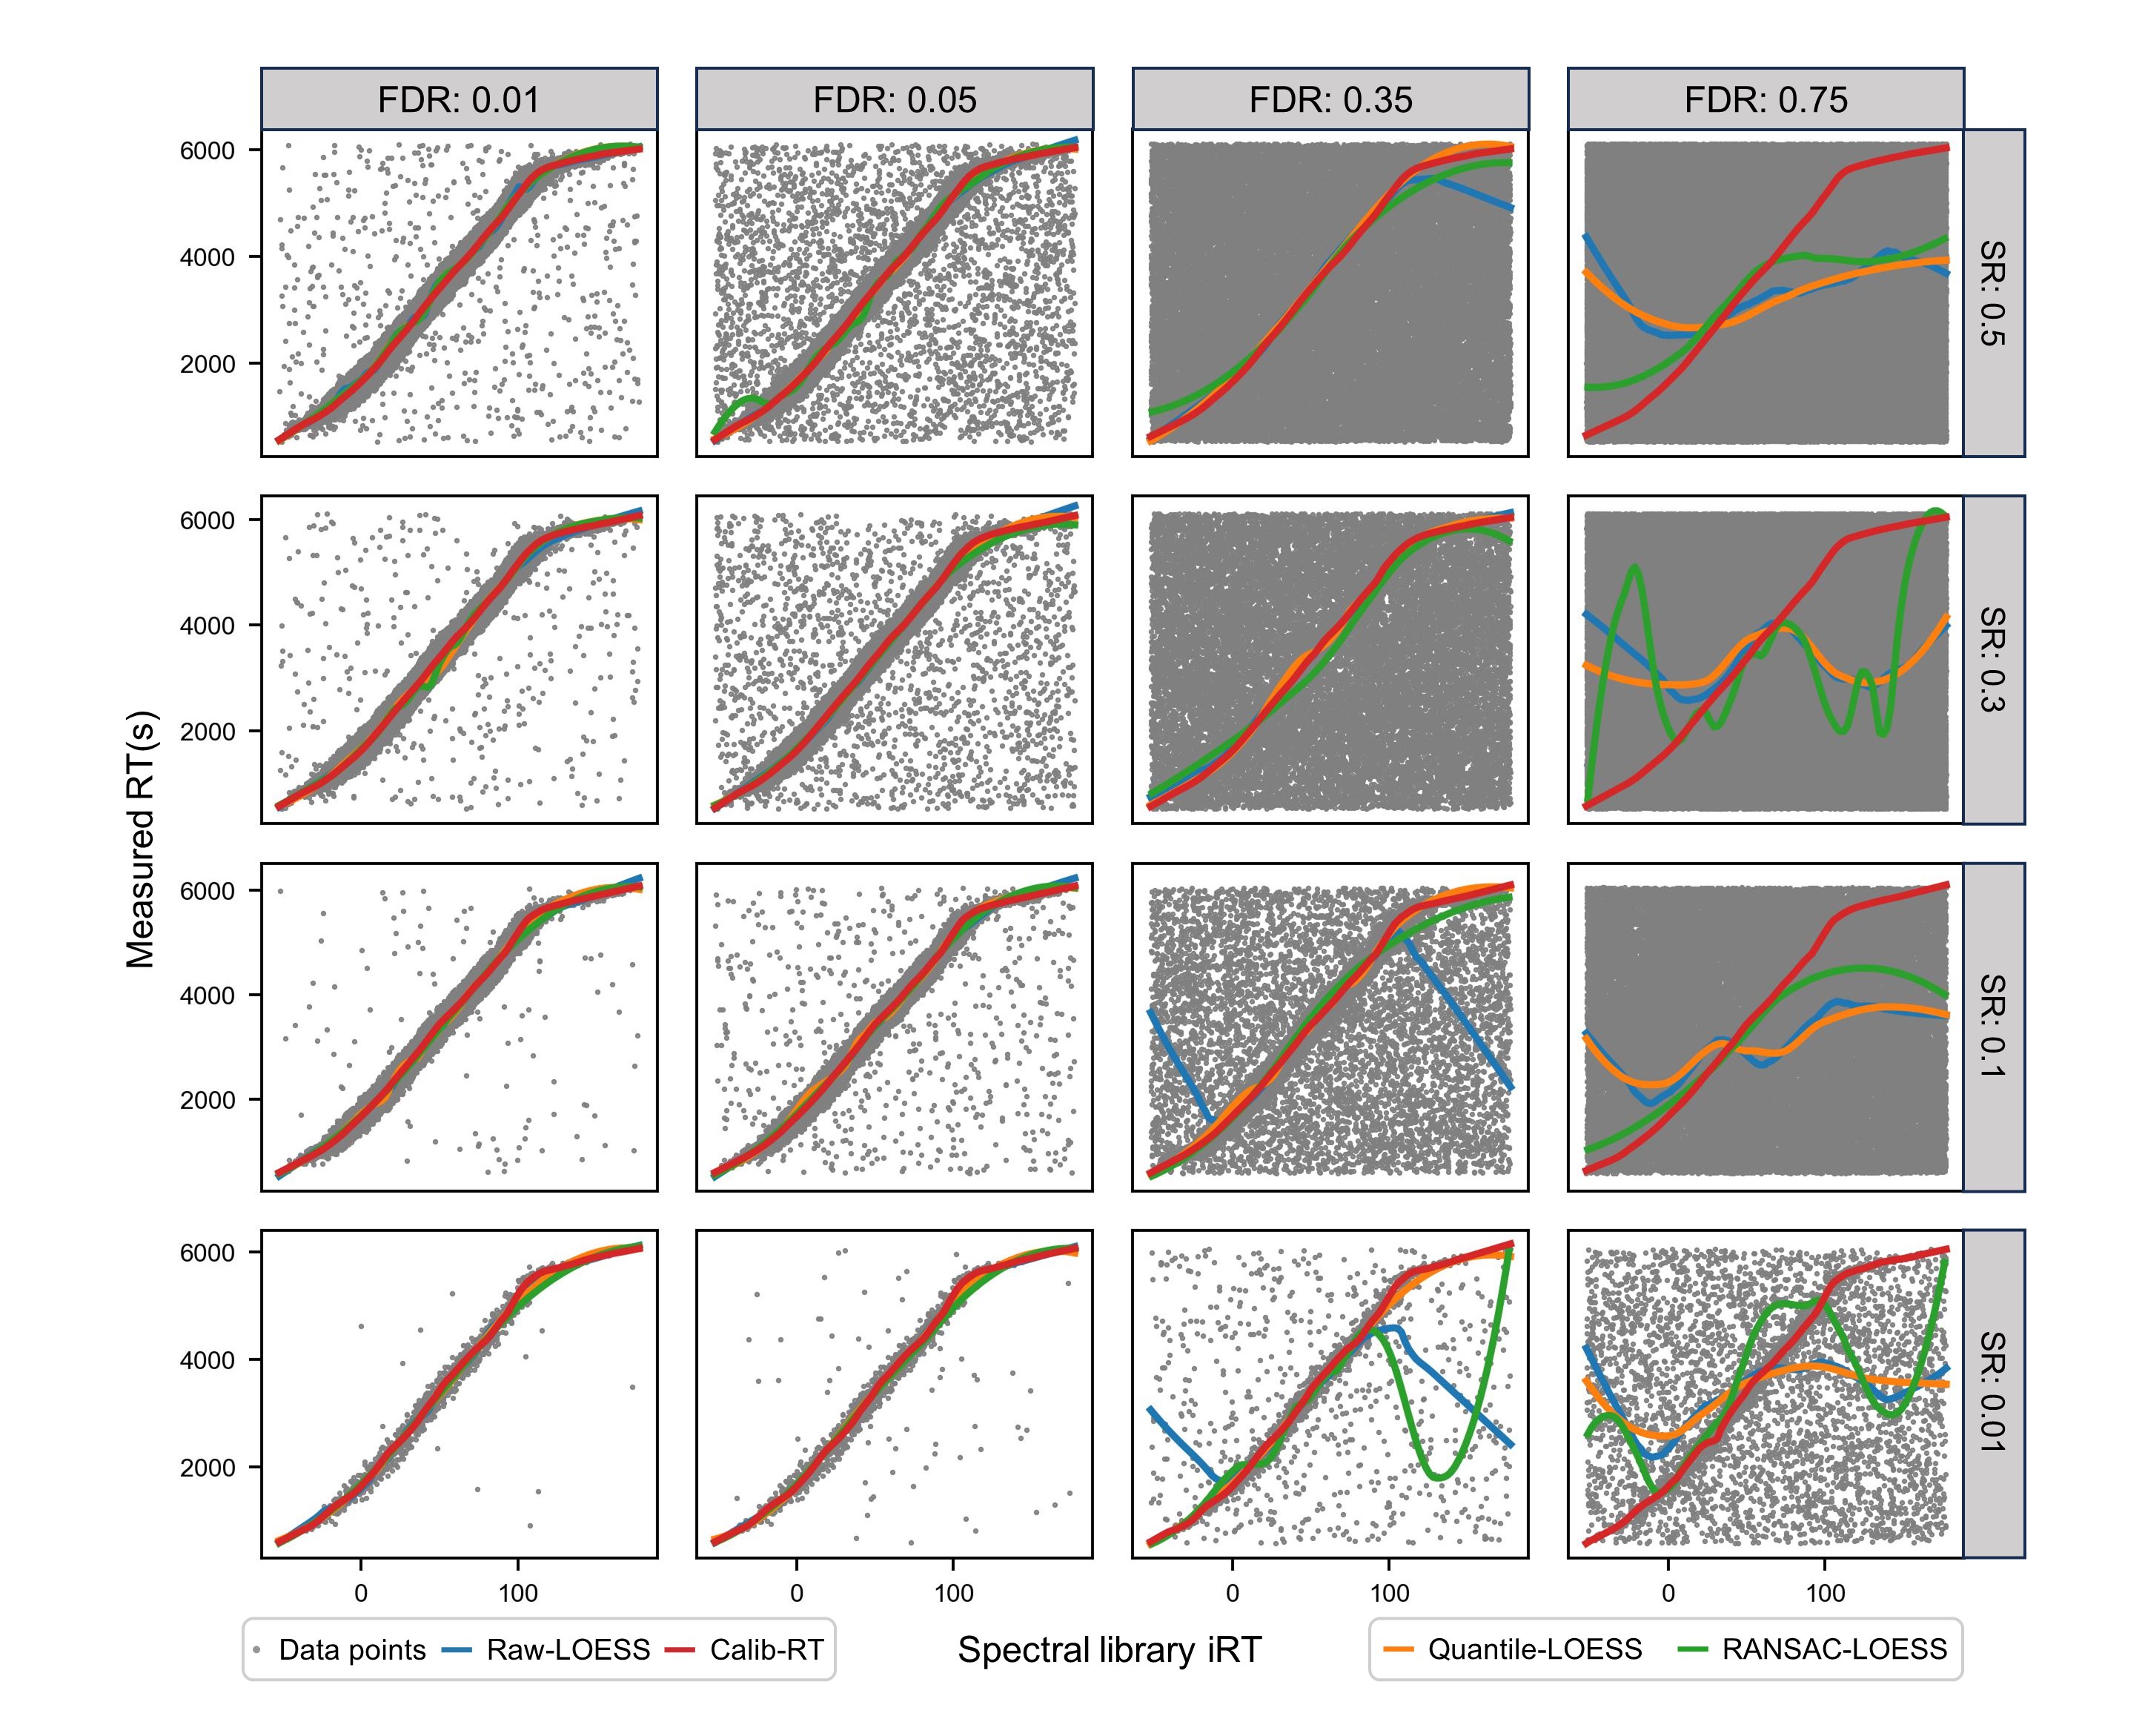 FDR: 0.01
FDR: 0.05
FDR: 0.35
FDR: 0.75
6000
4000
2000
SR: 0.5
6000
4000
2000
SR: 0.3
Measured RT(s)
6000
4000
2000
SR: 0.1
6000
4000
2000
SR: 0.01
0 100
0 100
0 100
0 100
Data points Raw-LOESS Calib-RT
Spectral library iRT
Quantile-LOESS RANSAC-LOESS